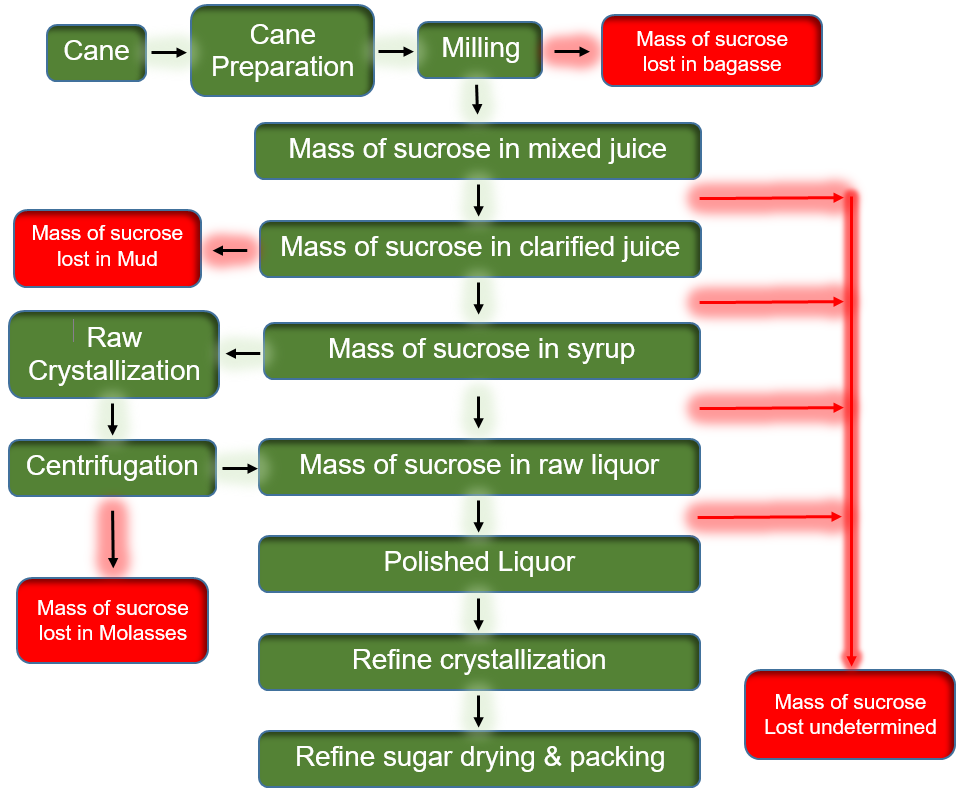 Cane
Cane
Preparation
Milling
Mass of sucrose
lost in bagasse
Mass of sucrose in mixed juice
Mass of sucrose
lost in Mud
Mass of sucrose in clarified juice
Raw
Crystallization
Mass of sucrose in syrup
Centrifugation
Mass of sucrose in raw liquor
Polished Liquor
Mass of sucrose
lost in Molasses
Refine crystallization
Mass of sucrose
Lost undetermined
Refine sugar drying & packing